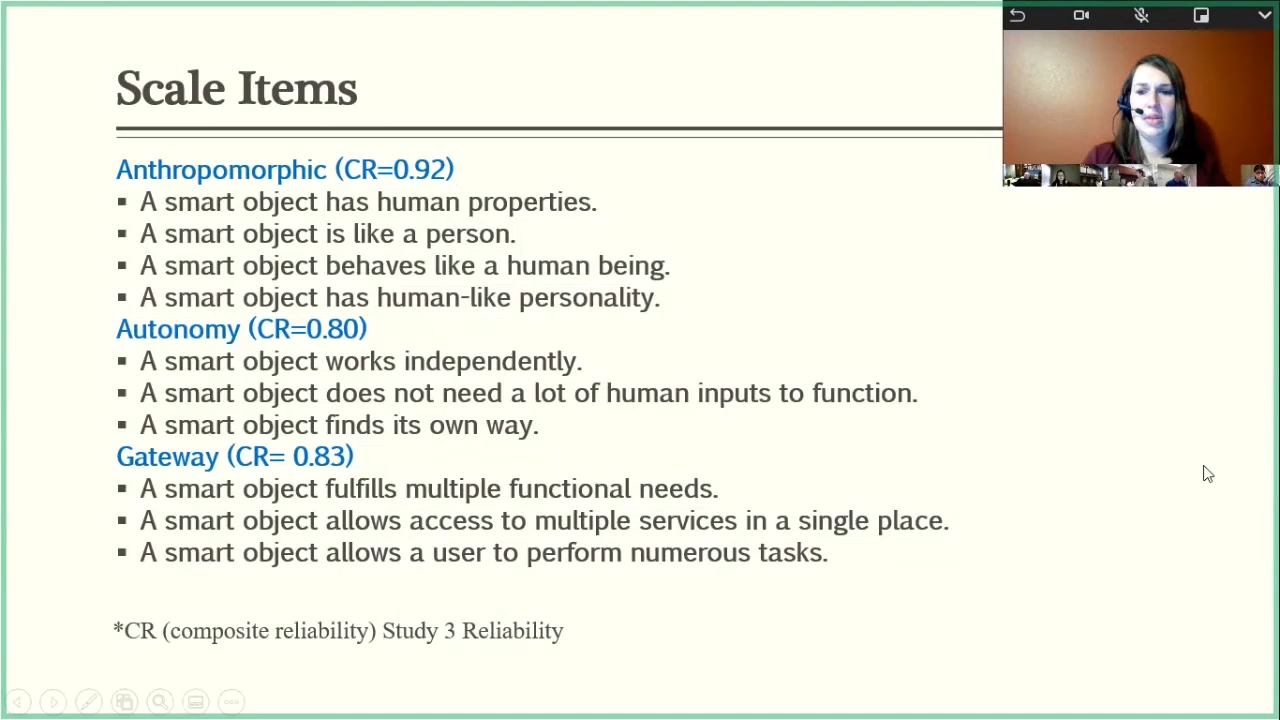 Scale Items
Anthropomorphic (CR=0.92)
▪ A smart object has human properties.
▪ A smart object is like a person.
▪ A smart object behaves like a human being.
▪ A smart object has human-like personality.
Autonomy (CR=0.80)
▪ A smart object works independently.
▪ A smart object does not need a lot of human inputs to function.
▪ A smart object finds its own way.
Gateway (CR= 0.83)
▪ A smart object fulfills multiple functional needs.
▪ A smart object allows access to multiple services in a single place.
▪ A smart object allows a user to perform numerous tasks.
*CR (composite reliability) Study 3 Reliability